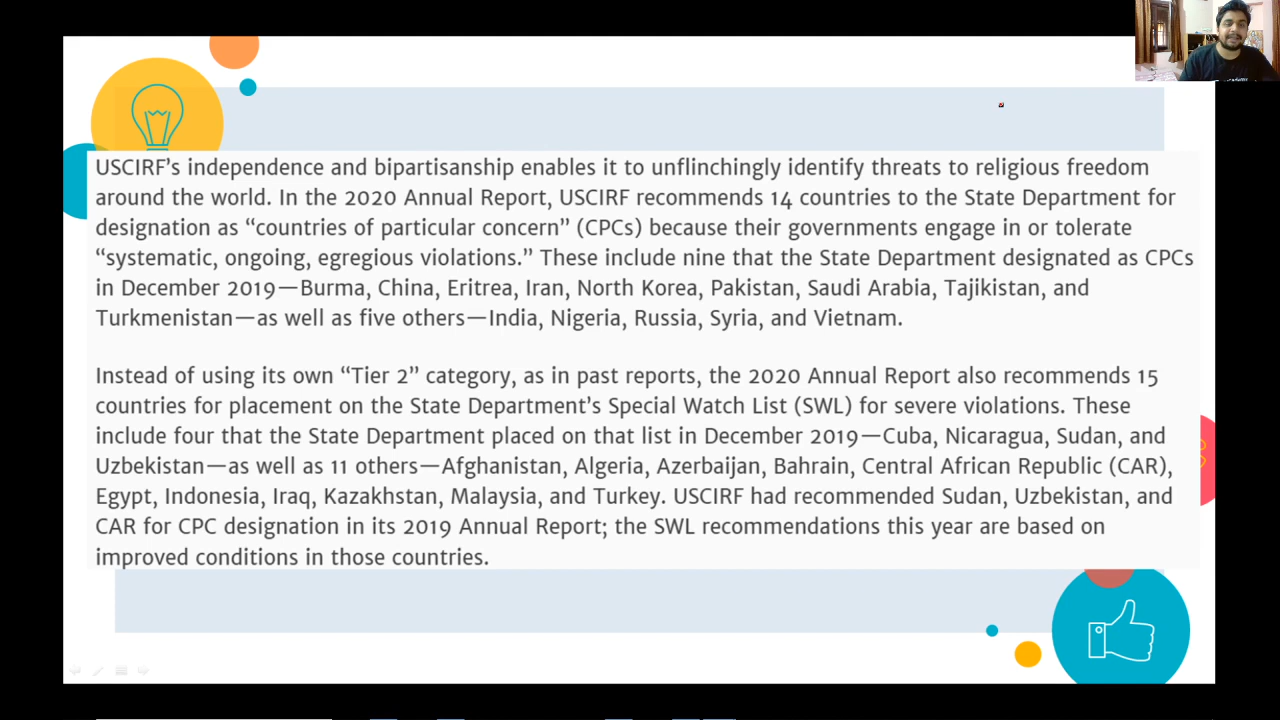 USCIRF’s independence and bipartisanship enables it to unflinchingly identify threats to religious freedom
around the world. In the 2020 Annual Report, USCIRF recommends 14 countries to the State Department for
designation as “countries of particular concern” (CPCs) because their governments engage in or tolerate
“systematic, ongoing, egregious violations.” These include nine that the State Department designated as CPCs
in December 2019—Burma, China, Eritrea, Iran, North Korea, Pakistan, Saudi Arabia, Tajikistan, and
Turkmenistan—as well as five others—India, Nigeria, Russia, Syria, and Vietnam.
Instead of using its own “Tier 2” category, as in past reports, the 2020 Annual Report also recommends 15
countries for placement on the State Department’s Special Watch List (SWL) for severe violations. These
include four that the State Department placed on that list in December 2019—Cuba, Nicaragua, Sudan, and
Uzbekistan—as well as 11 others—Afghanistan, Algeria, Azerbaijan, Bahrain, Central African Republic (CAR),
Egypt, Indonesia, Iraq, Kazakhstan, Malaysia, and Turkey. USCIRF had recommended Sudan, Uzbekistan, and
CAR for CPC designation in its 2019 Annual Report; the SWL recommendations this year are based on
improved conditions in those countries.